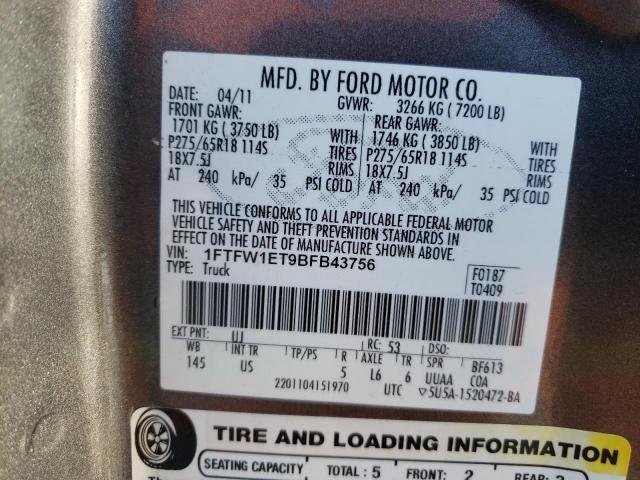 MFD. BY FORD MOTOR CO.
DATE: 04/11 GVWR: 3266 KG ( 7200 LB)
FRONT GAWR: REAR GAWR:
1701 KG ( 3750 LB) WITH 1746 KG ( 3850 LB) WITH
P275/65R18 114S TIRES P275/65R18 114S TIRES
18X7.5J RIMS 18X7.5J RIMS
AT 240 kPa/ 35 PSI COLD AT 240 kPa/ 35 PSI COLD
THIS VEHICLE CONFORMS TO ALL APPLICABLE FEDERAL MOTOR
VEHICLE SAFETY AND THEFT PREVENTION STANDARDS IN
EFFECT ON THE DATE OF MANUFACTURE SHOWN ABOVE.
VIN: 1FTFW1ET9BFB43756 F0187
TYPE: Truck T0409
EXT PNT: UJ RC: 53 DSO:
WB INT TR TP/PS R AXLE TR SPR BF613
145 US 5 L6 6 UUAA COA
2201104151970 UTC ▽5U5A-1520472-BA
TIRE AND LOADING INFORMATION
SEATING CAPACITY TOTAL : 5 FRONT: 2 REAR: